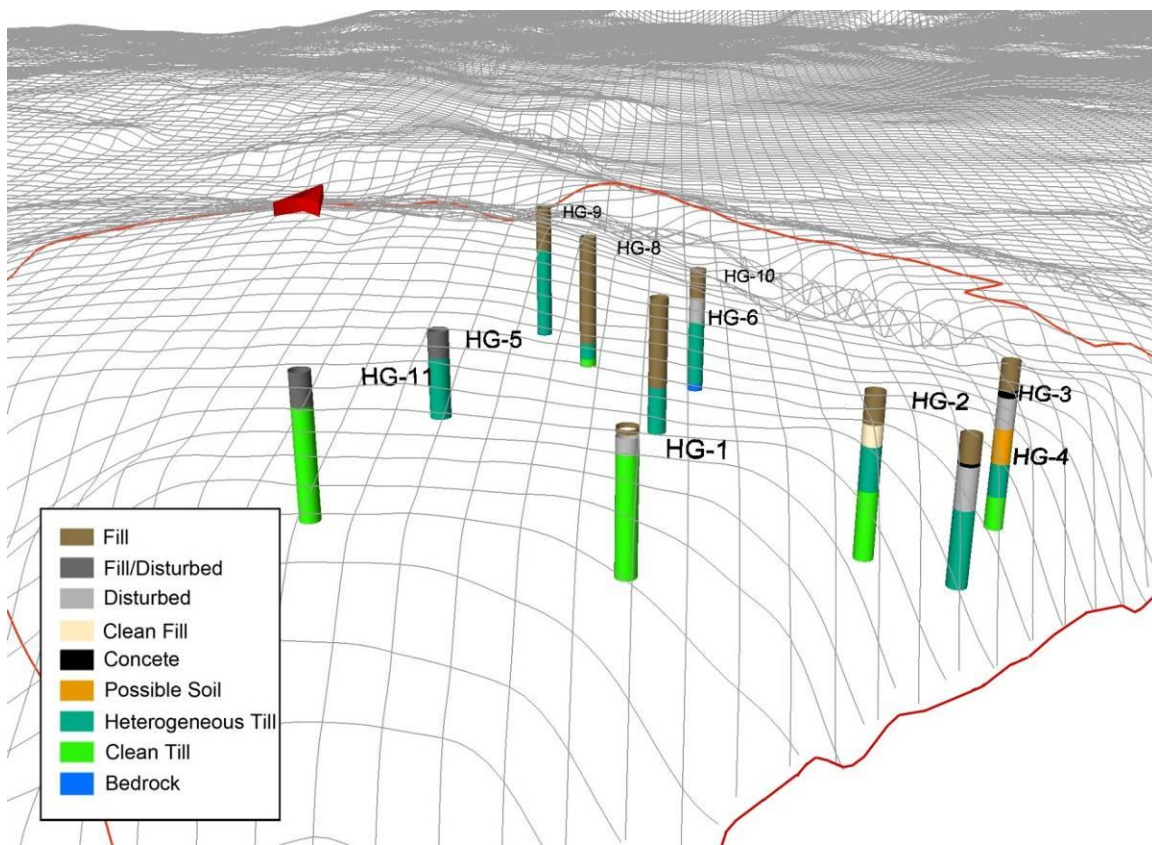 HG-9
HG-8
HG-10
HG-6
HG-5
HG-11
HG-2
HG-3
HG-1
HG-4
Fill
Fill/Disturbed
Disturbed
Clean Fill
Concete
Possible Soil
Heterogeneous Till
Clean Till
Bedrock